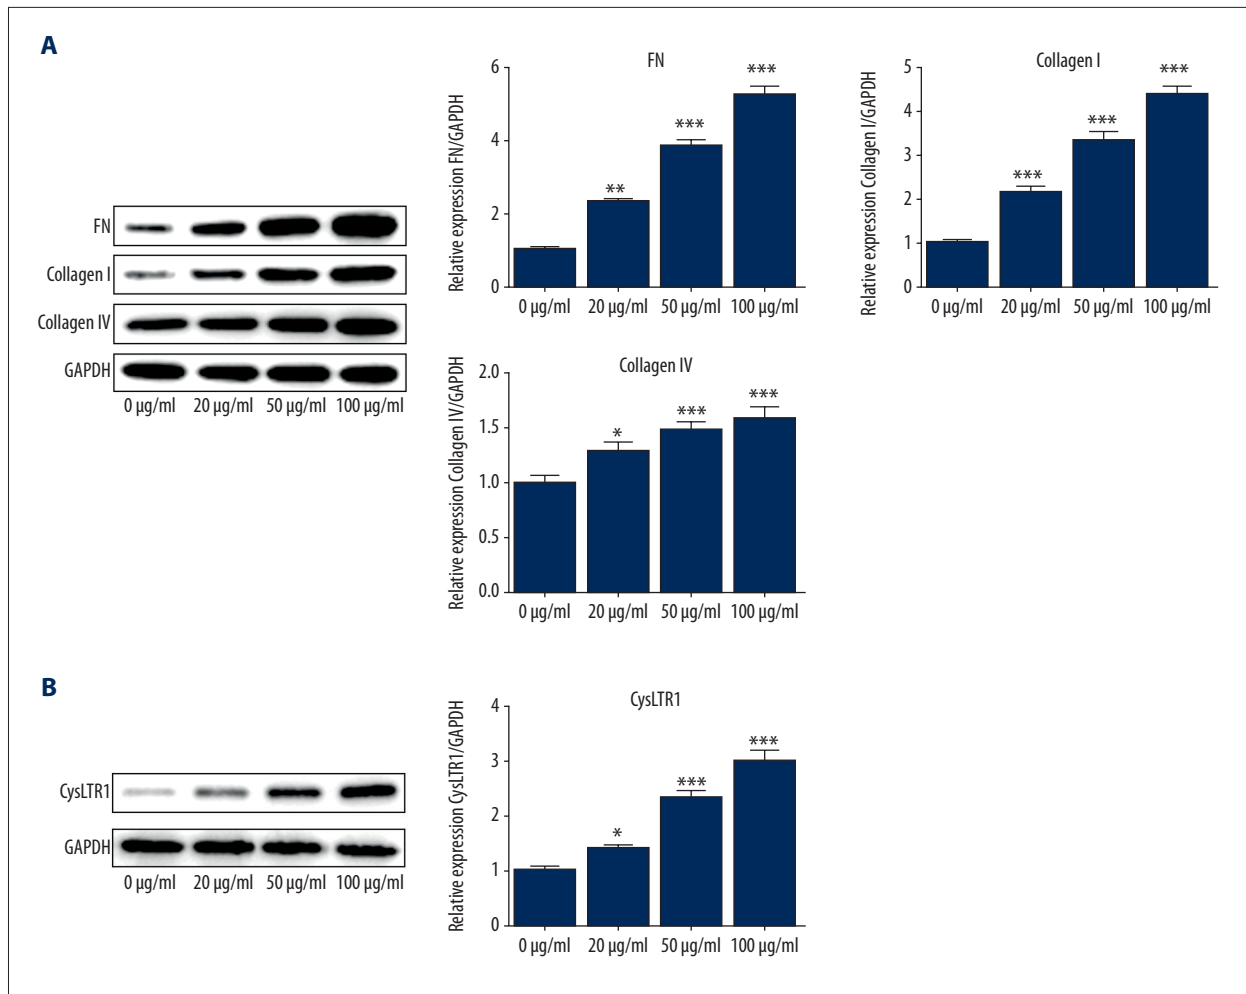 A
FN
Collagen I
Collagen IV
GAPDH
0 µg/ml 20 µg/ml 50 µg/ml 100 µg/ml
FN
Relative expression FN/GAPDH
6
4
2
0
**
***
***
0 µg/ml 20 µg/ml 50 µg/ml 100 µg/ml
Collagen I
Relative expression Collagen I/GAPDH
5
4
3
2
1
0
***
***
***
0 µg/ml 20 µg/ml 50 µg/ml 100 µg/ml
Collagen IV
Relative expression Collagen IV/GAPDH
2.0
1.5
1.0
0.5
0.0
*
***
***
0 µg/ml 20 µg/ml 50 µg/ml 100 µg/ml
B
CysLTR1
GAPDH
0 µg/ml 20 µg/ml 50 µg/ml 100 µg/ml
CysLTR1
Relative expression CysLTR1/GAPDH
4
3
2
1
0
*
***
***
0 µg/ml 20 µg/ml 50 µg/ml 100 µg/ml